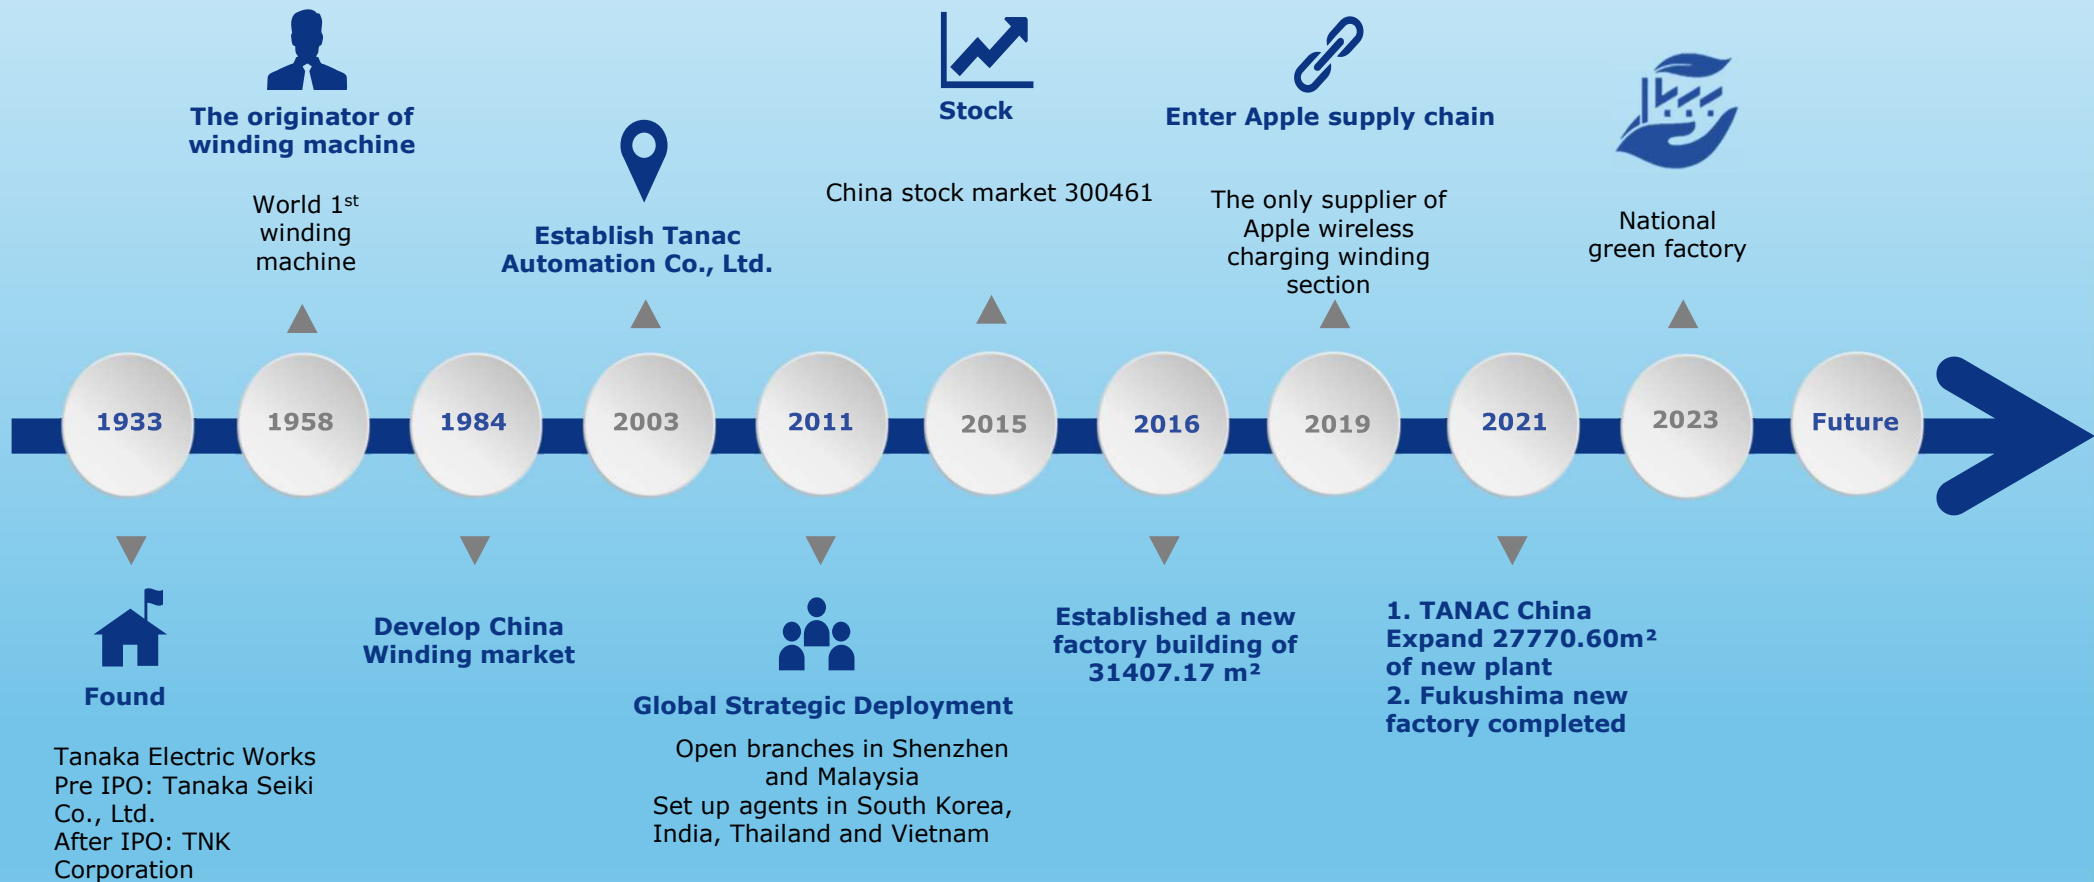 The originator of
winding machine
World 1st
winding
machine
Establish Tanac
Automation Co., Ltd.
Stock
China stock market 300461
Enter Apple supply chain
The only supplier of
Apple wireless
charging winding
section
National
green factory
1933
1958
1984
2003
2011
2015
2016
2019
2021
2023
Future
Found
Tanaka Electric Works
Pre IPO: Tanaka Seiki
Co., Ltd.
After IPO: TNK
Corporation
Develop China
Winding market
Global Strategic Deployment
Open branches in Shenzhen
and Malaysia
Set up agents in South Korea,
India, Thailand and Vietnam
Established a new
factory building of
31407.17 m²
1. TANAC China
Expand 27770.60m²
of new plant
2. Fukushima new
factory completed